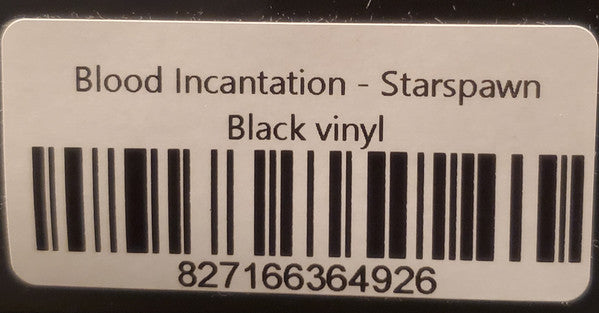 Blood Incantation - Starspawn
Black vinyl
827166364926